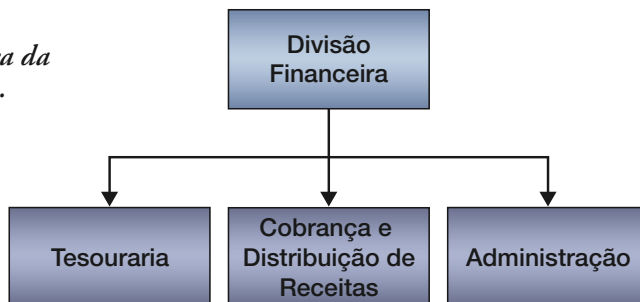 a da
.
Divisão
Financeira
Tesouraria
Cobrança e
Distribuição de
Receitas
Administração